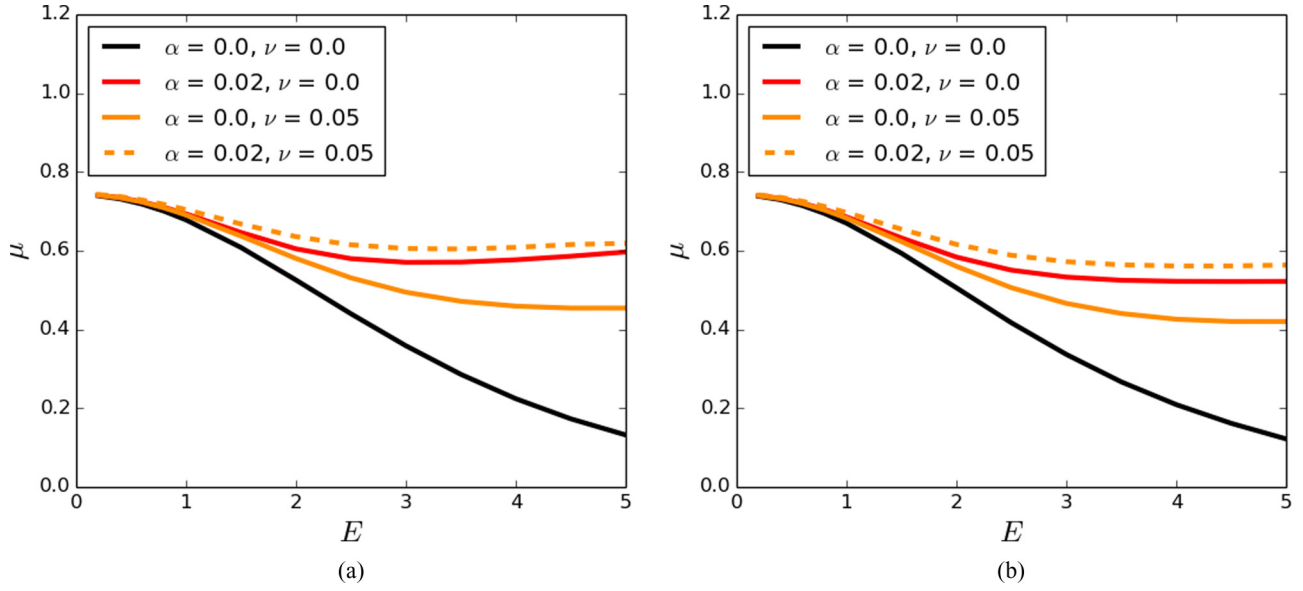 1.2
1.0
0.8
0.6
0.4
0.2
0.0
μ
α = 0.0, ν = 0.0
α = 0.02, ν = 0.0
α = 0.0, ν = 0.05
α = 0.02, ν = 0.05
0 1 2 3 4 5
E
(a)
1.2
1.0
0.8
0.6
0.4
0.2
0.0
μ
α = 0.0, ν = 0.0
α = 0.02, ν = 0.0
α = 0.0, ν = 0.05
α = 0.02, ν = 0.05
0 1 2 3 4 5
E
(b)